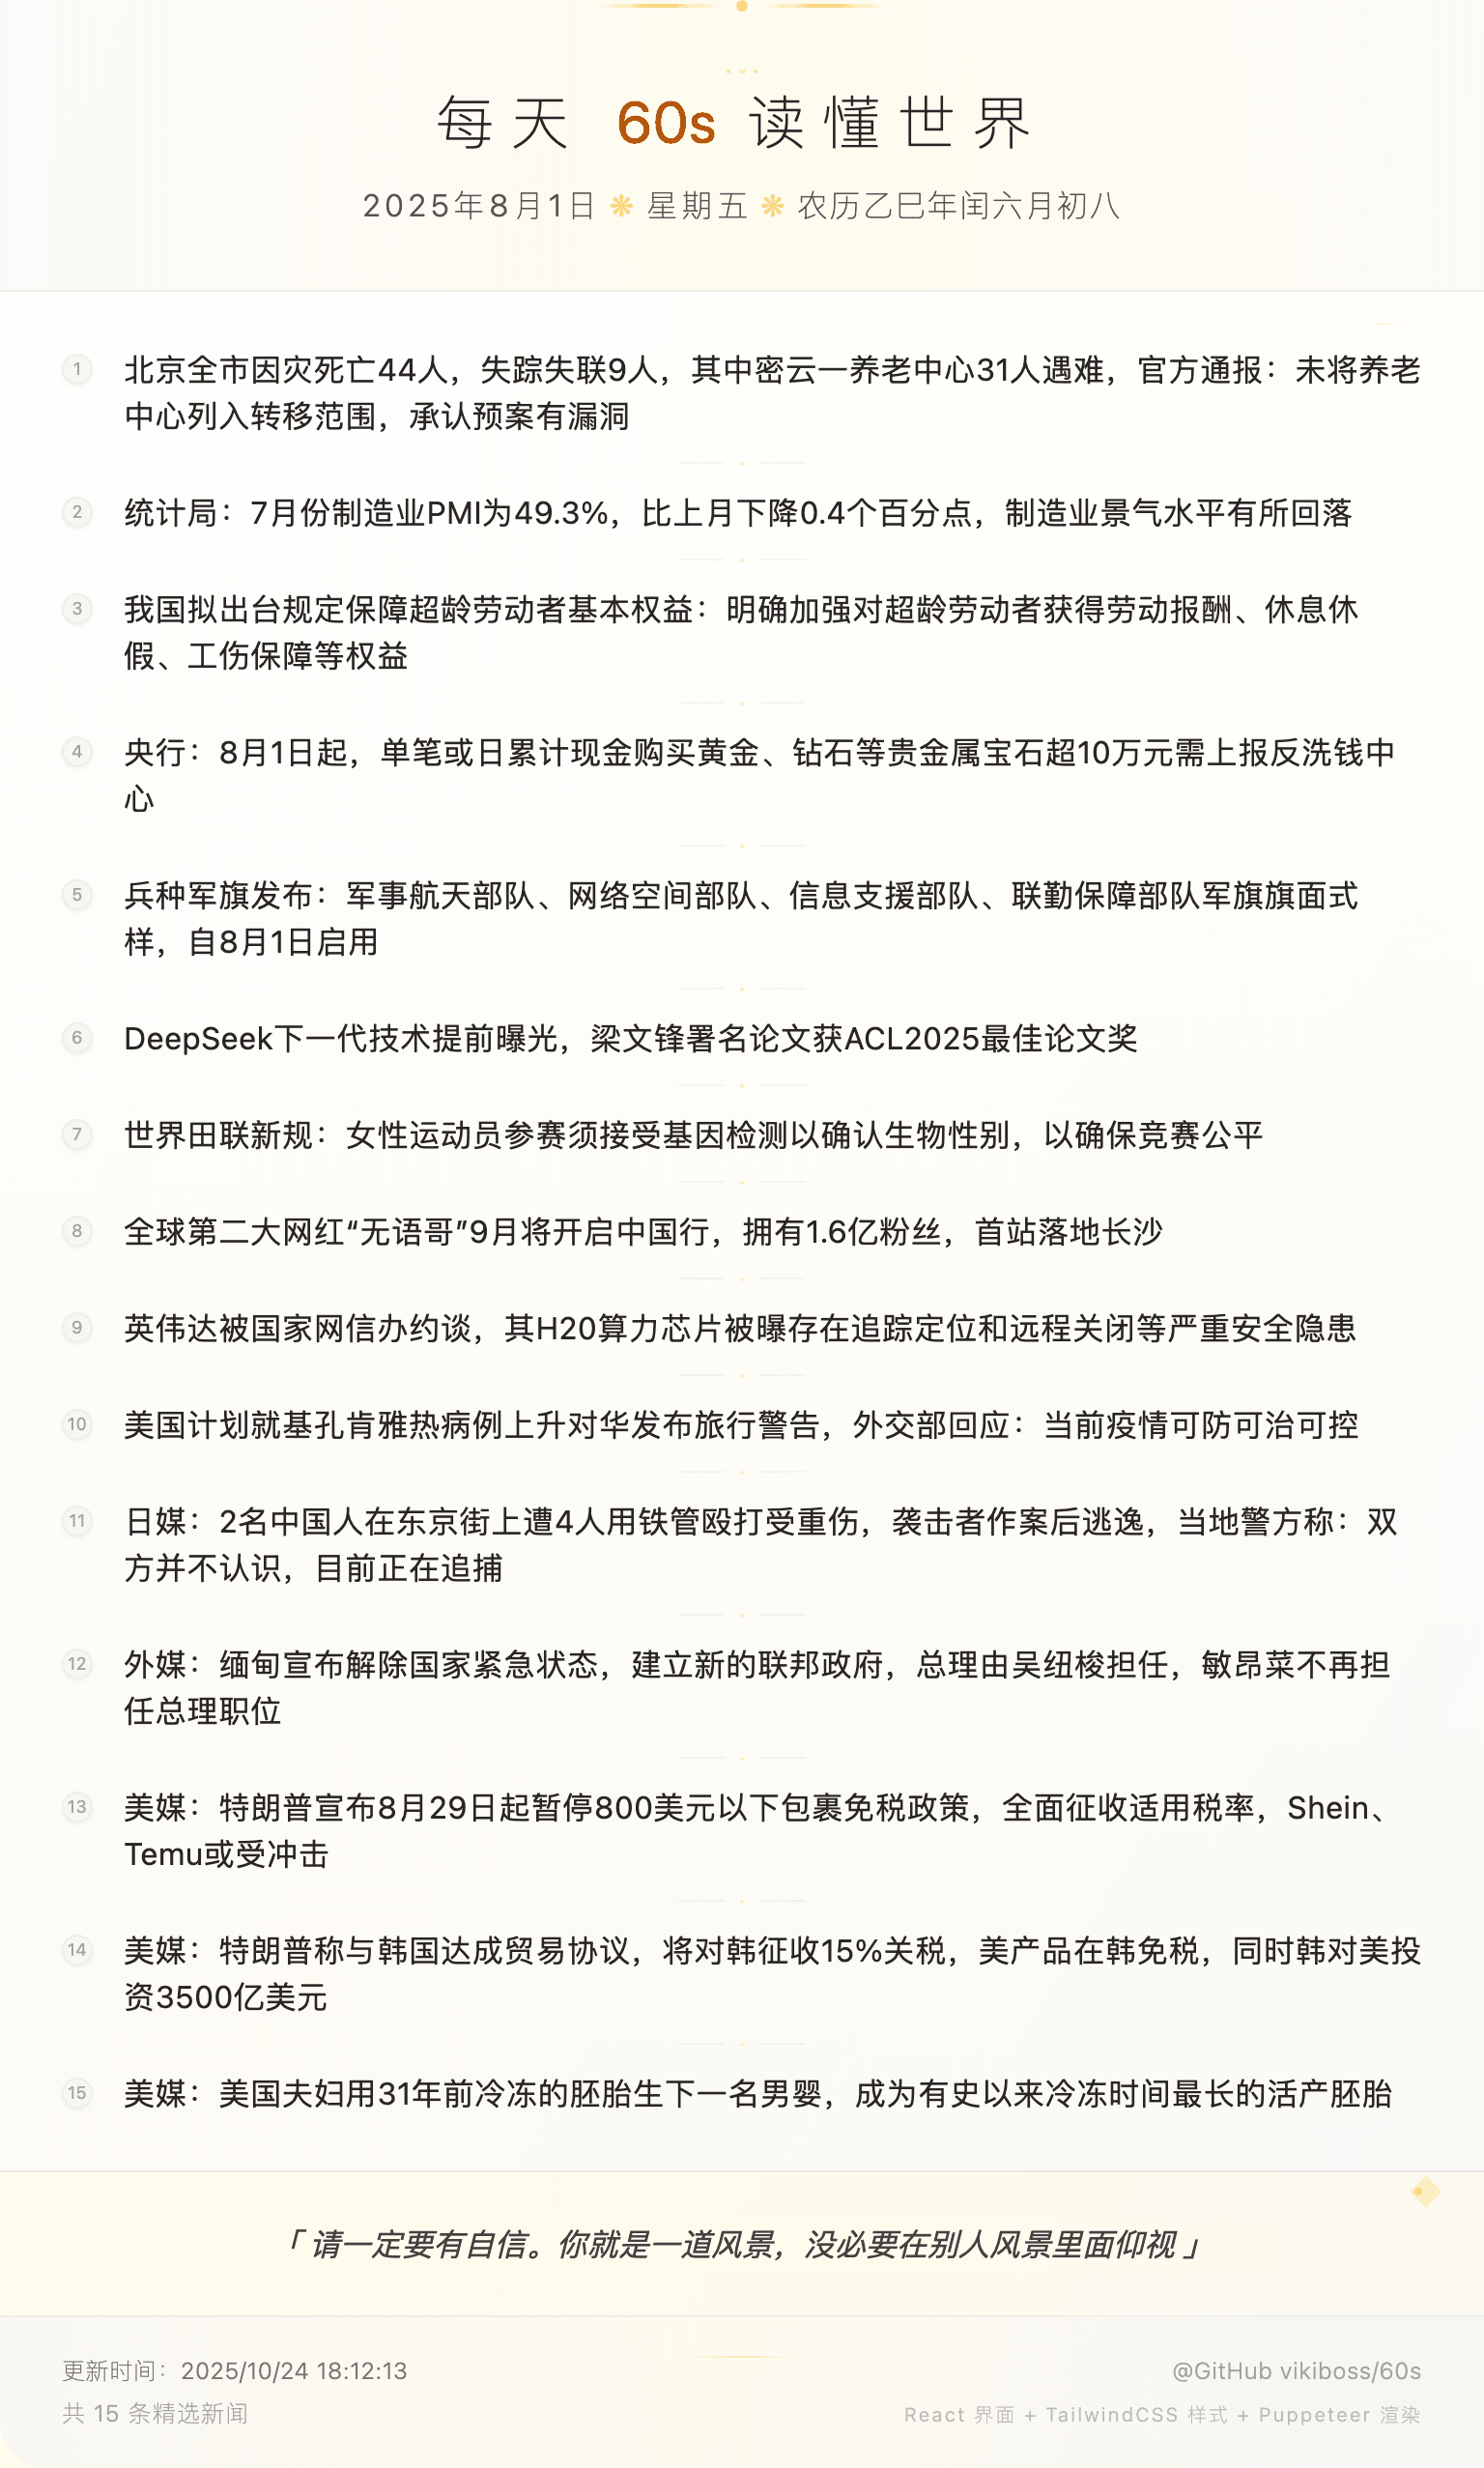 每天 60s 读懂世界
2025年8月1日 ❋ 星期五 ❋ 农历乙巳年闰六月初八
1 北京全市因灾死亡44人，失踪失联9人，其中密云一养老中心31人遇难，官方通报：未将养老
中心列入转移范围，承认预案有漏洞
2 统计局：7月份制造业PMI为49.3%，比上月下降0.4个百分点，制造业景气水平有所回落
3 我国拟出台规定保障超龄劳动者基本权益：明确加强对超龄劳动者获得劳动报酬、休息休
假、工伤保障等权益
4 央行：8月1日起，单笔或日累计现金购买黄金、钻石等贵金属宝石超10万元需上报反洗钱中
心
5 兵种军旗发布：军事航天部队、网络空间部队、信息支援部队、联勤保障部队军旗旗面式
样，自8月1日启用
6 DeepSeek下一代技术提前曝光，梁文锋署名论文获ACL2025最佳论文奖
7 世界田联新规：女性运动员参赛须接受基因检测以确认生物性别，以确保竞赛公平
8 全球第二大网红“无语哥”9月将开启中国行，拥有1.6亿粉丝，首站落地长沙
9 英伟达被国家网信办约谈，其H20算力芯片被曝存在追踪定位和远程关闭等严重安全隐患
10 美国计划就基孔肯雅热病例上升对华发布旅行警告，外交部回应：当前疫情可防可治可控
11 日媒：2名中国人在东京街上遭4人用铁管殴打受重伤，袭击者作案后逃逸，当地警方称：双
方并不认识，目前正在追捕
12 外媒：缅甸宣布解除国家紧急状态，建立新的联邦政府，总理由吴纽梭担任，敏昂莱不再担
任总理职位
13 美媒：特朗普宣布8月29日起暂停800美元以下包裹免税政策，全面征收适用税率，Shein、
Temu或受冲击
14 美媒：特朗普称与韩国达成贸易协议，将对韩征收15%关税，美产品在韩免税，同时韩对美投
资3500亿美元
15 美媒：美国夫妇用31年前冷冻的胚胎生下一名男婴，成为有史以来冷冻时间最长的活产胚胎
「 请一定要有自信。你就是一道风景，没必要在别人风景里面仰视 」
更新时间：2025/10/24 18:12:13
@GitHub vikiboss/60s
共 15 条精选新闻
React 界面 + TailwindCSS 样式 + Puppeteer 渲染